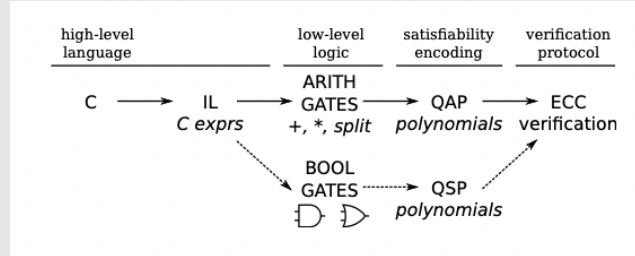 high-level
language
low-level
logic
satisfiability
encoding
verification
protocol
C
IL
C exprs
ARITH
GATES
+, *, split
QAP
polynomials
ECC
verification
BOOL
GATES
QSP
polynomials